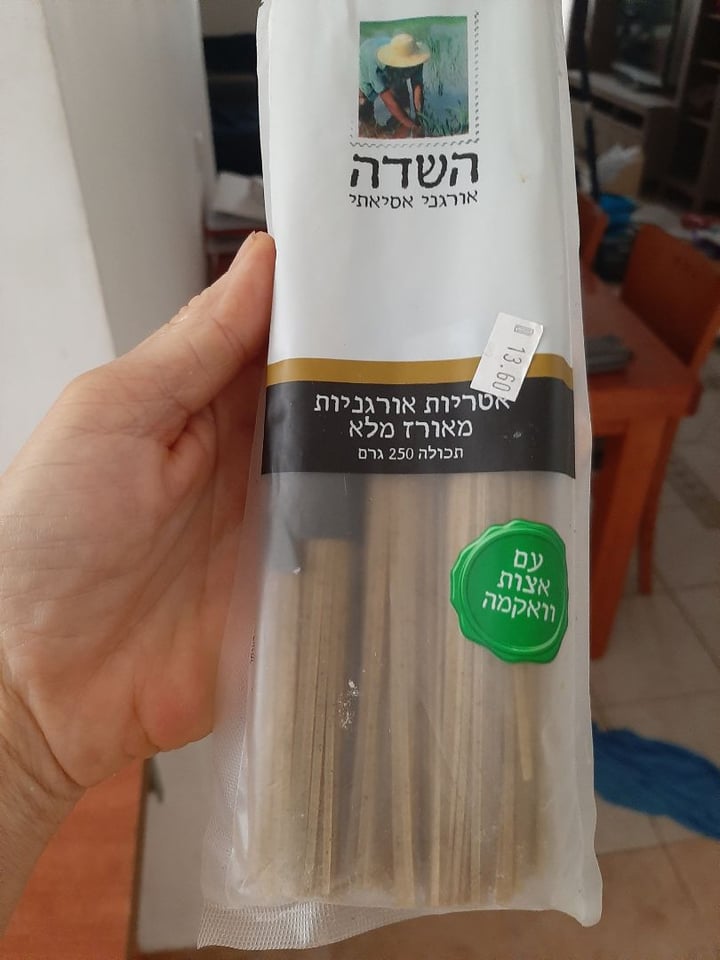 השדה
אורגני אסיאתי
13.60 ₪
אטריות אורגניות
מאורז מלא
תכולה 250 גרם
עם
אצות
וואקמה